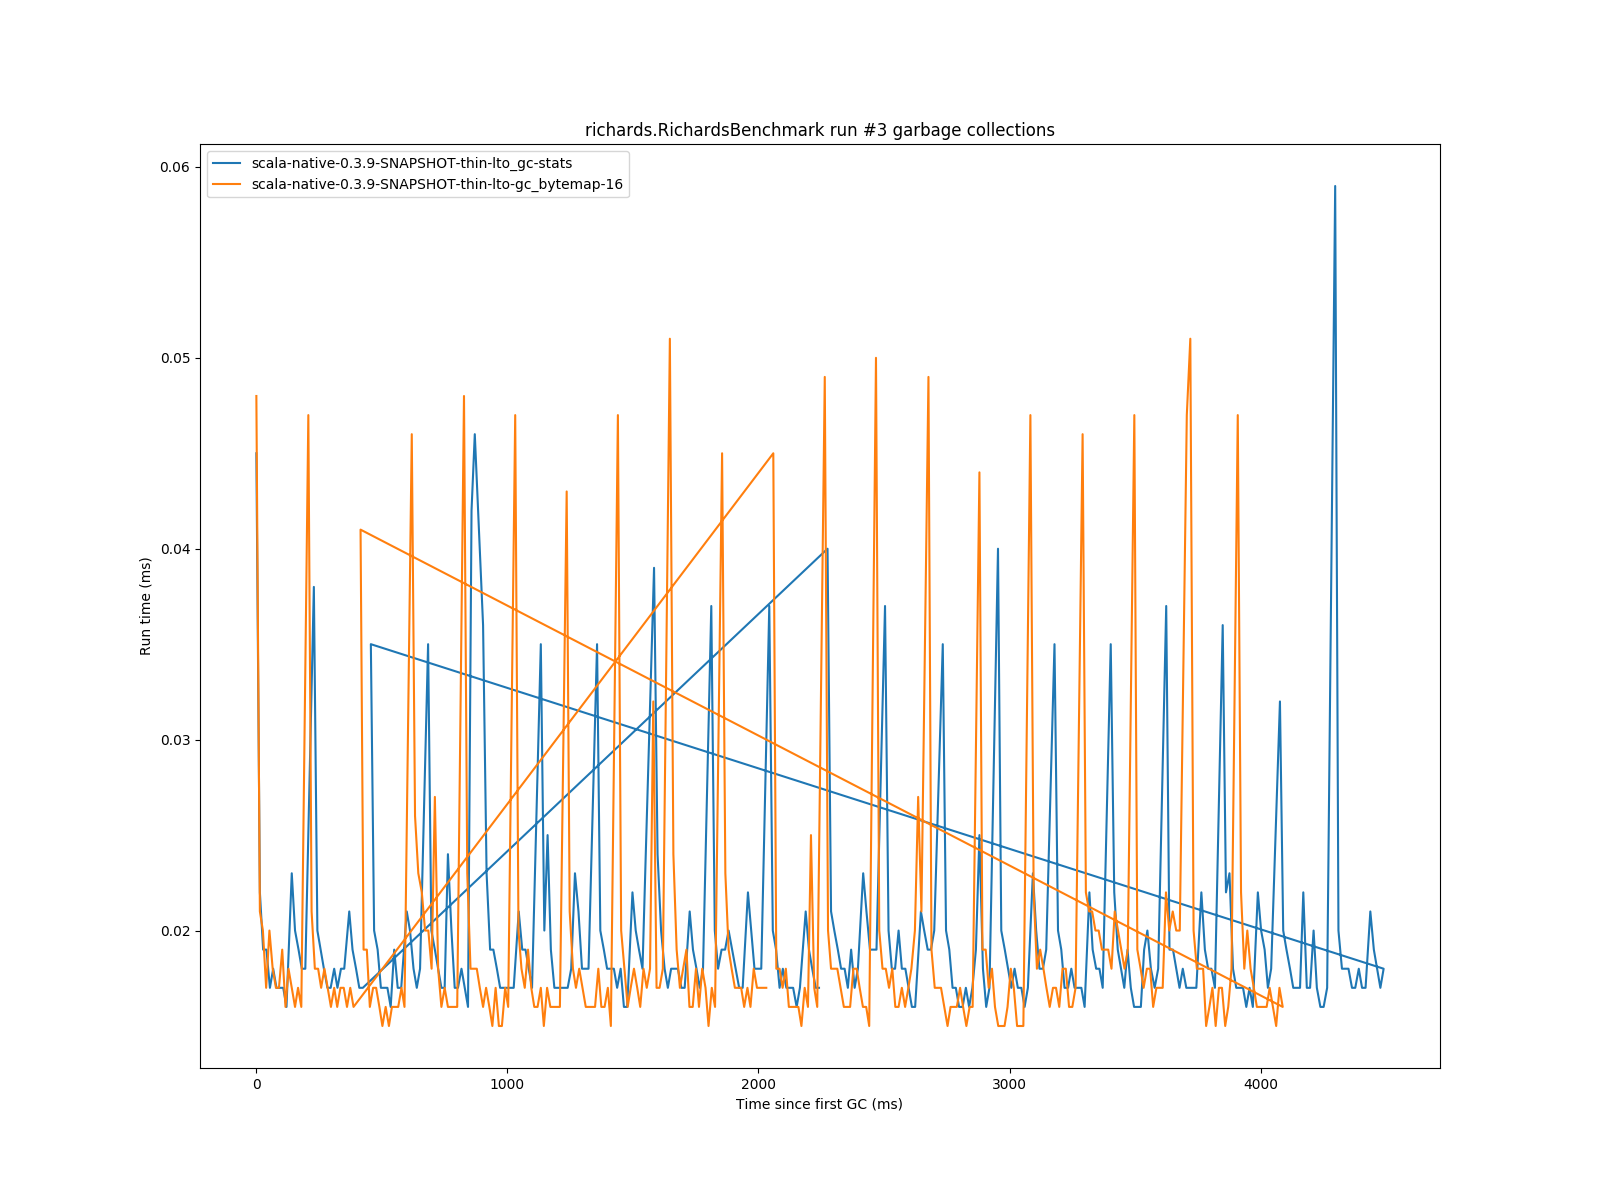 richards.RichardsBenchmark run #3 garbage collections
scala-native-0.3.9-SNAPSHOT-thin-lto_gc-stats
scala-native-0.3.9-SNAPSHOT-thin-lto-gc_bytemap-16
0.06
0.05
0.04
0.03
0.02
Run time (ms)
0 1000 2000 3000 4000
Time since first GC (ms)